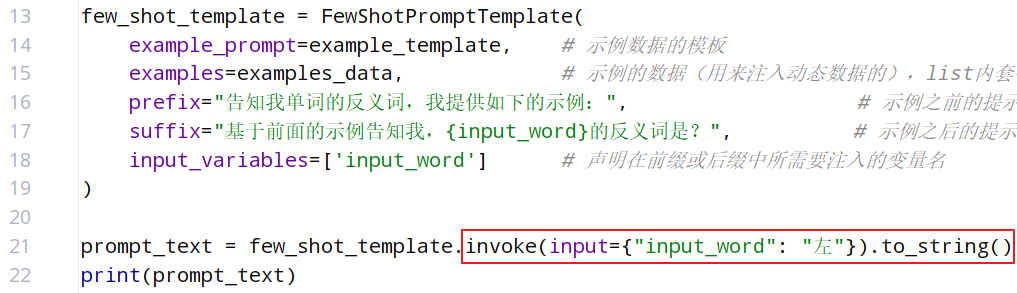 13 few_shot_template = FewShotPromptTemplate(
14     example_prompt=example_template,    # 示例数据的模板
15     examples=examples_data,             # 示例的数据（用来注入动态数据的），list内套
16     prefix="告知我单词的反义词，我提供如下的示例：",                   # 示例之前的提示
17     suffix="基于前面的示例告知我，{input_word}的反义词是？",          # 示例之后的提示
18     input_variables=['input_word']      # 声明在前缀或后缀中所需要注入的变量名
19 )
20
21 prompt_text = few_shot_template.invoke(input={"input_word": "左"}).to_string()
22 print(prompt_text)